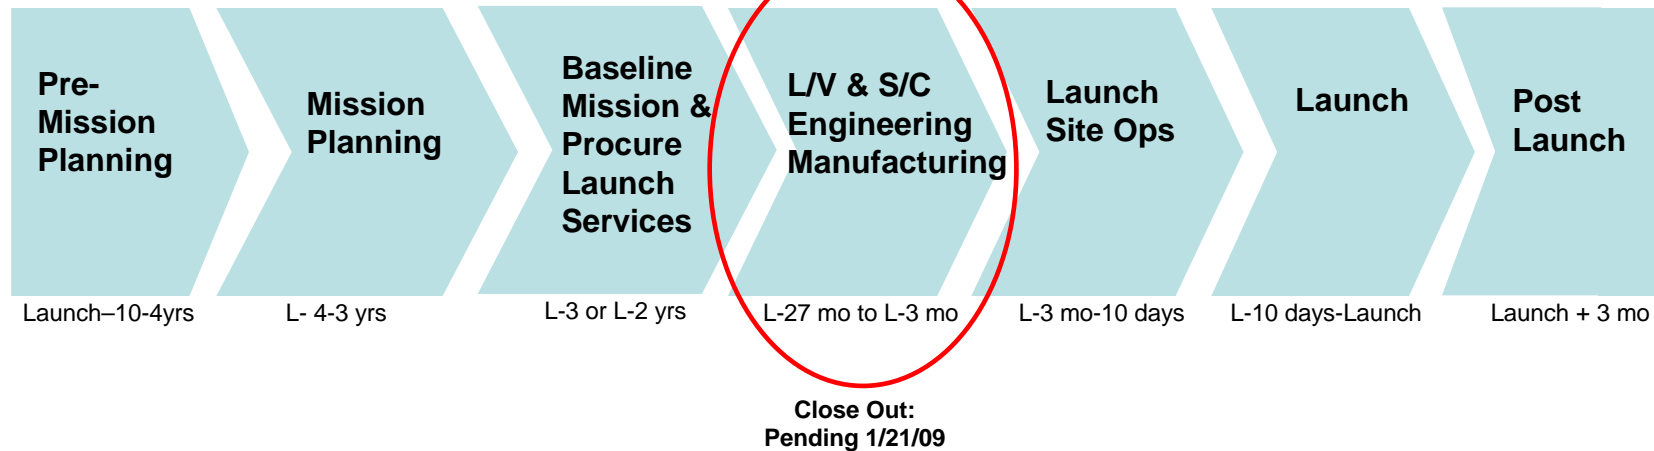 Pre-
Mission
Planning
Mission
Planning
Baseline
Mission &
Procure
Launch
Services
L/V & S/C
Engineering
Manufacturing
Launch
Site Ops
Launch
Post
Launch
Launch–10-4yrs
L- 4-3 yrs
L-3 or L-2 yrs
L-27 mo to L-3 mo
L-3 mo-10 days
L-10 days-Launch
Launch + 3 mo
Close Out:
Pending 1/21/09